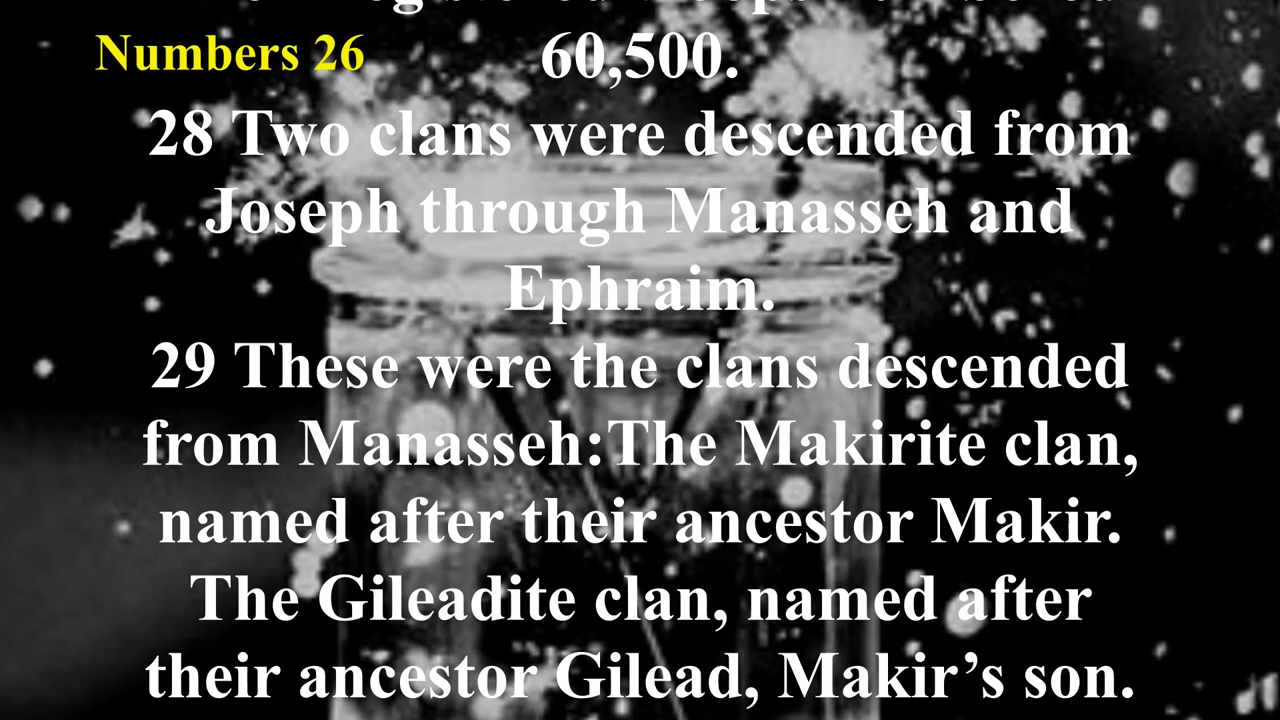 Numbers 26
60,500.
28 Two clans were descended from
Joseph through Manasseh and
Ephraim.
29 These were the clans descended
from Manasseh:The Makirite clan,
named after their ancestor Makir.
The Gileadite clan, named after
their ancestor Gilead, Makir’s son.